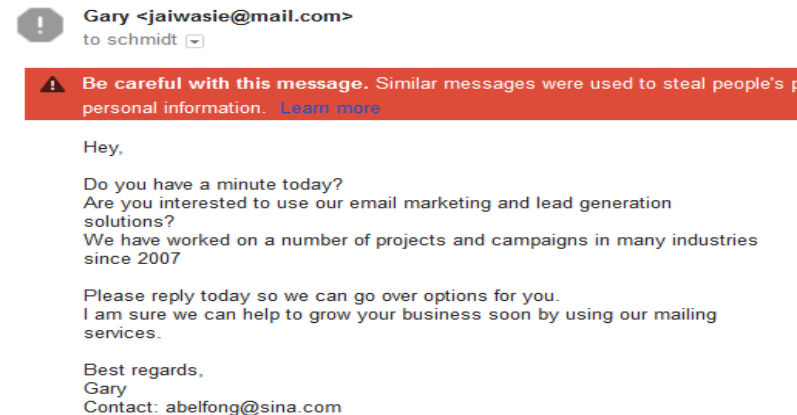 !
Gary <jaiwasie@mail.com>
to schmidt
Be careful with this message. Similar messages were used to steal people's
personal information. Learn more
Hey,
Do you have a minute today?
Are you interested to use our email marketing and lead generation
solutions?
We have worked on a number of projects and campaigns in many industries
since 2007
Please reply today so we can go over options for you.
I am sure we can help to grow your business soon by using our mailing
services.
Best regards,
Gary
Contact: abelfong@sina.com